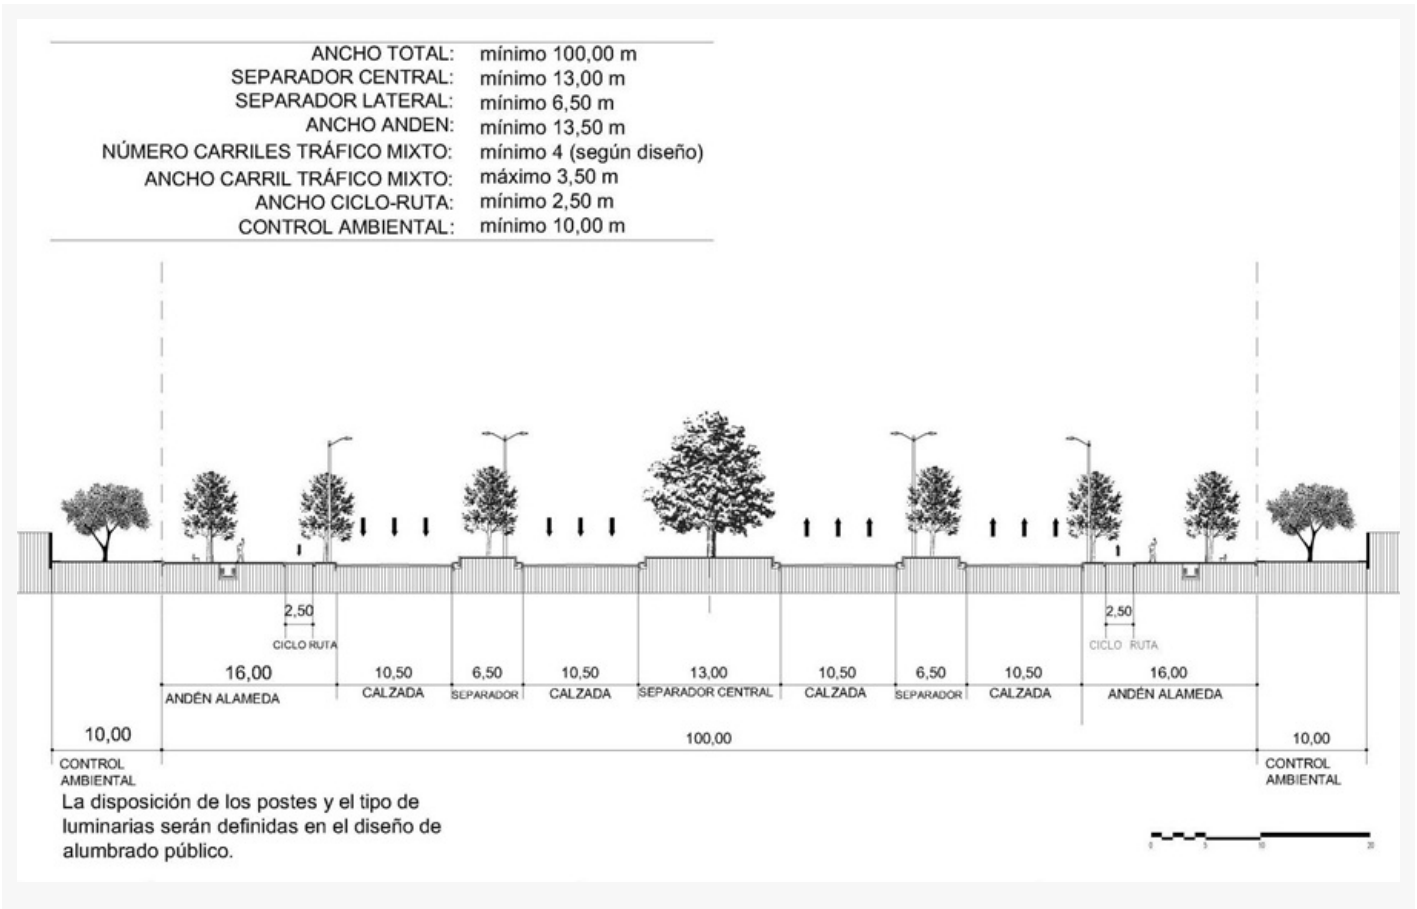 ANCHO TOTAL: mínimo 100,00 m
SEPARADOR CENTRAL: mínimo 13,00 m
SEPARADOR LATERAL: mínimo 6,50 m
ANCHO ANDEN: mínimo 13,50 m
NÚMERO CARRILES TRÁFICO MIXTO: mínimo 4 (según diseño)
ANCHO CARRIL TRÁFICO MIXTO: máximo 3,50 m
ANCHO CICLO-RUTA: mínimo 2,50 m
CONTROL AMBIENTAL: mínimo 10,00 m
2,50 2,50
CICLO RUTA CICLO RUTA
16,00 10,50 6,50 10,50 13,00 10,50 6,50 10,50 16,00
ANDÉN ALAMEDA CALZADA SEPARADOR CALZADA SEPARADOR CENTRAL CALZADA SEPARADOR CALZADA ANDÉN ALAMEDA
10,00 100,00 10,00
CONTROL CONTROL
AMBIENTAL AMBIENTAL
La disposición de los postes y el tipo de
luminarias serán definidas en el diseño de
alumbrado público.
0 5 10 20